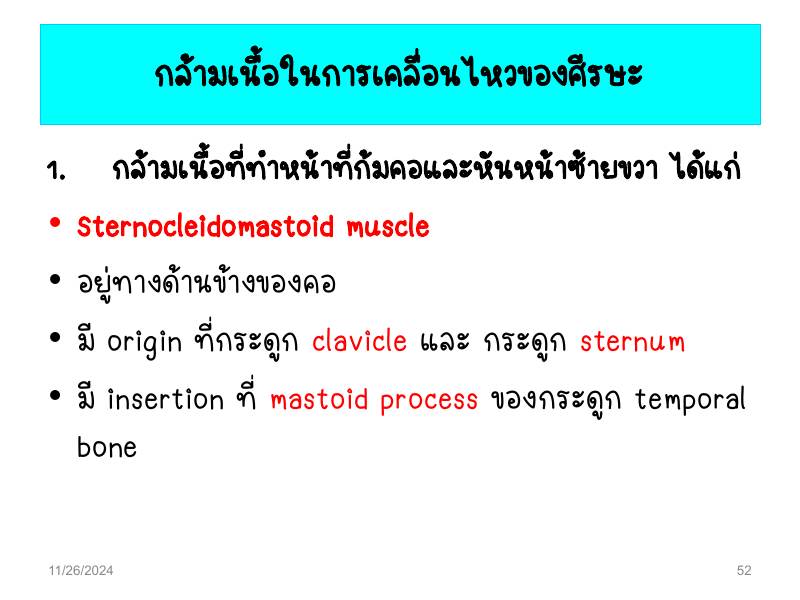 กล้ามเนื้อในการเคลื่อนไหวของศีรษะ
1. กล้ามเนื้อที่ทำหน้าที่ก้มคอและหันหน้าซ้ายขวา ได้แก่
• Sternocleidomastoid muscle
• อยู่ทางด้านข้างของคอ
• มี origin ที่กระดูก clavicle และ กระดูก sternum
• มี insertion ที่ mastoid process ของกระดูก temporal
bone
11/26/2024
52